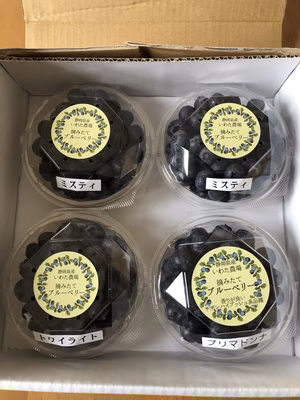 静岡県産
いわた農場
摘みたて
ブルーベリー
ミスティ
静岡県産
いわた農場
摘みたて
ブルーベリー
ミスティ
静岡県産
いわた農場
摘みたて
ブルーベリー
トワイライト
静岡県産
いわた農場
摘みたて
ブルーベリー
香りが良い
プリマドンナ